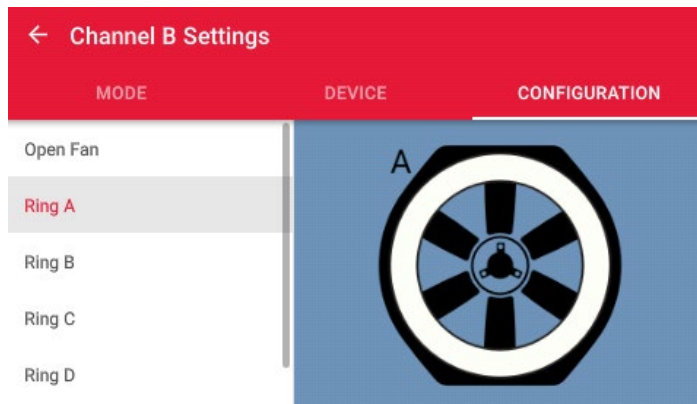 ← Channel B Settings
MODE DEVICE CONFIGURATION
Open Fan
Ring A
Ring B
Ring C
Ring D
A